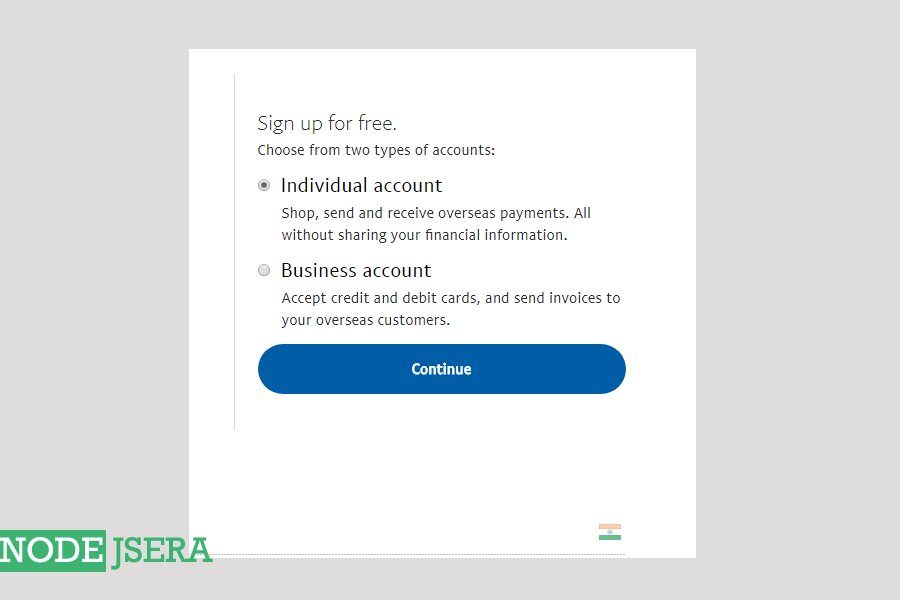 Sign up for free.
Choose from two types of accounts:
Individual account
Shop, send and receive overseas payments. All
without sharing your financial information.
Business account
Accept credit and debit cards, and send invoices to
your overseas customers.
Continue
NODE JSERA